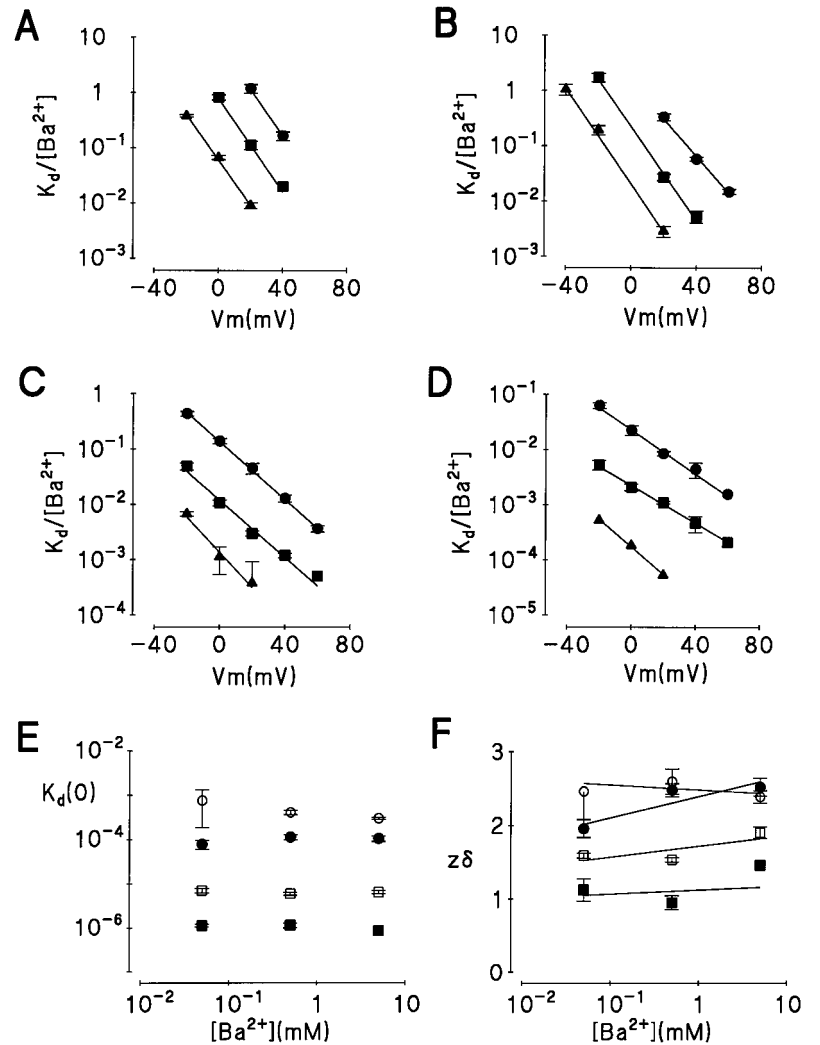 A
B
10
1
10⁻¹
10⁻²
10⁻³
K_d/[Ba²⁺]
−40 0 40 80
Vm(mV)
10
1
10⁻¹
10⁻²
10⁻³
K_d/[Ba²⁺]
−40 0 40 80
Vm(mV)
C
D
1
10⁻¹
10⁻²
10⁻³
10⁻⁴
K_d/[Ba²⁺]
−40 0 40 80
Vm(mV)
10⁻¹
10⁻²
10⁻³
10⁻⁴
10⁻⁵
K_d/[Ba²⁺]
−40 0 40 80
Vm(mV)
E
F
10⁻²
K_d(0)
10⁻⁴
10⁻⁶
10⁻² 10⁻¹ 1 10
[Ba²⁺](mM)
3
2
zδ
1
0
10⁻² 10⁻¹ 1 10
[Ba²⁺](mM)